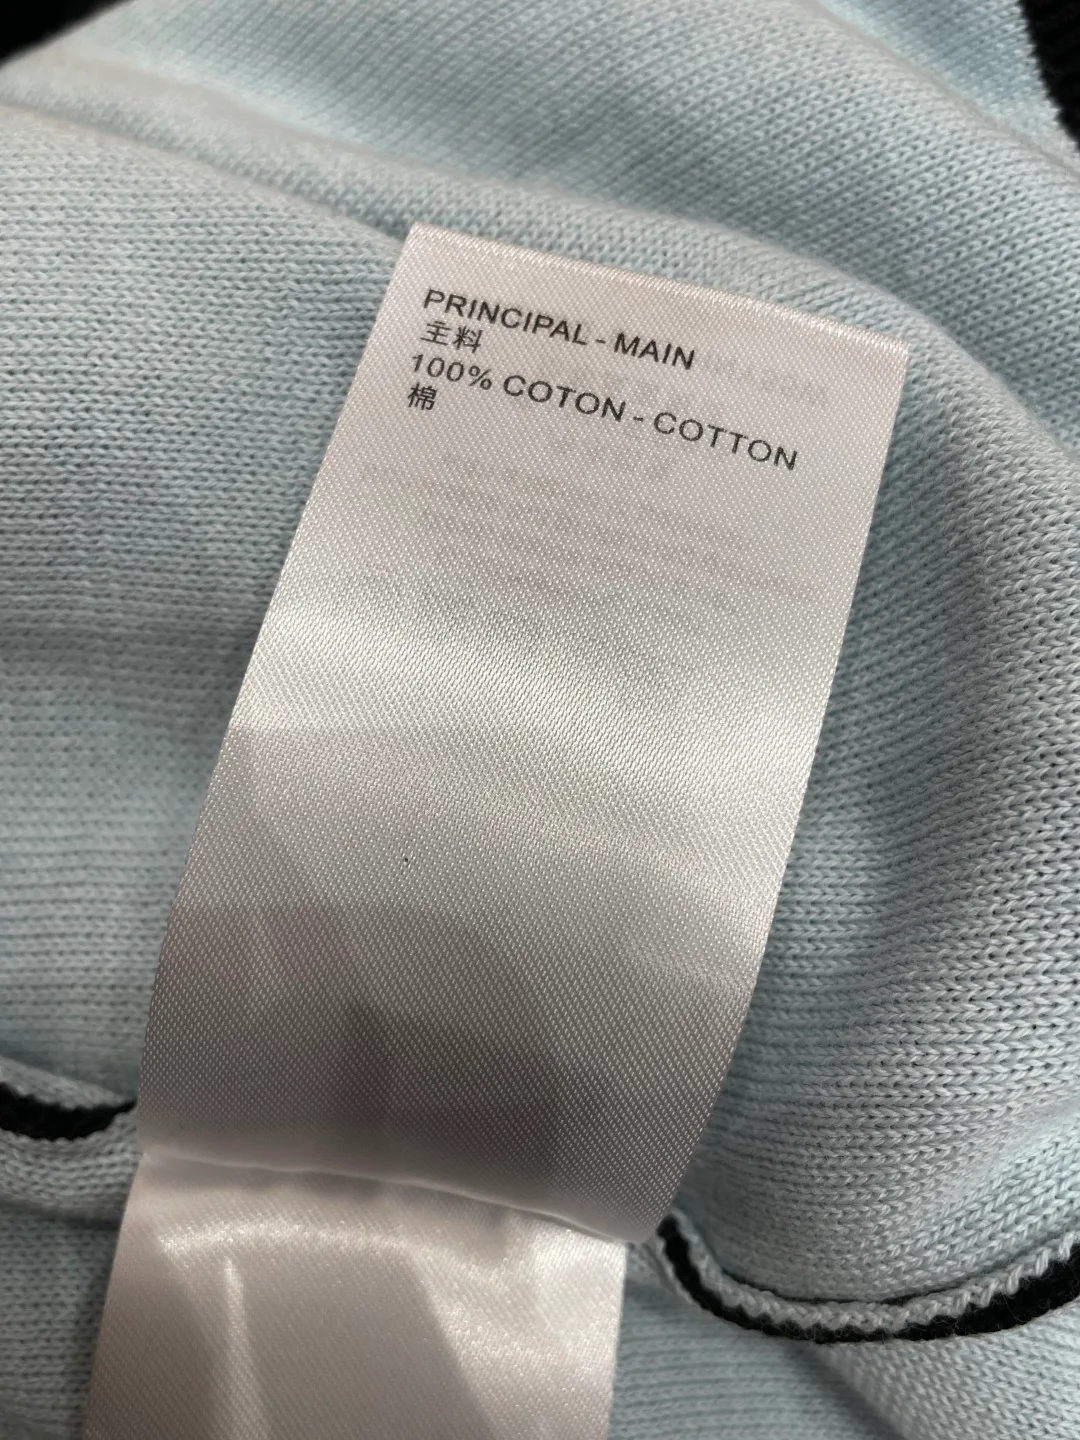 PRINCIPAL - MAIN
主料
100% COTON - COTTON
棉